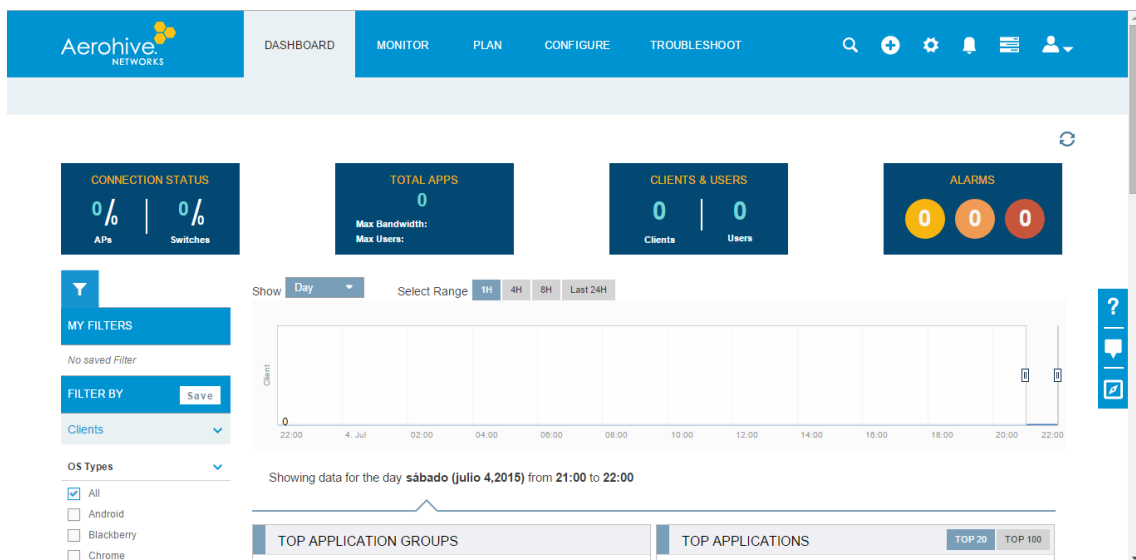 Aerohive
NETWORKS
DASHBOARD
MONITOR
PLAN
CONFIGURE
TROUBLESHOOT
CONNECTION STATUS
0% 0%
APs Switches
TOTAL APPS
0
Max Bandwidth:
Max Users:
CLIENTS & USERS
0 0
Clients Users
ALARMS
0 0 0
Show Day
Select Range 1H 4H 8H Last 24H
MY FILTERS
No saved Filter
FILTER BY Save
Clients
OS Types
All
Android
Blackberry
Chrome
Client
0
22:00 4. Jul 02:00 04:00 06:00 08:00 10:00 12:00 14:00 16:00 18:00 20:00 22:00
Showing data for the day sábado (julio 4,2015) from 21:00 to 22:00
TOP APPLICATION GROUPS
TOP APPLICATIONS TOP 20 TOP 100
?